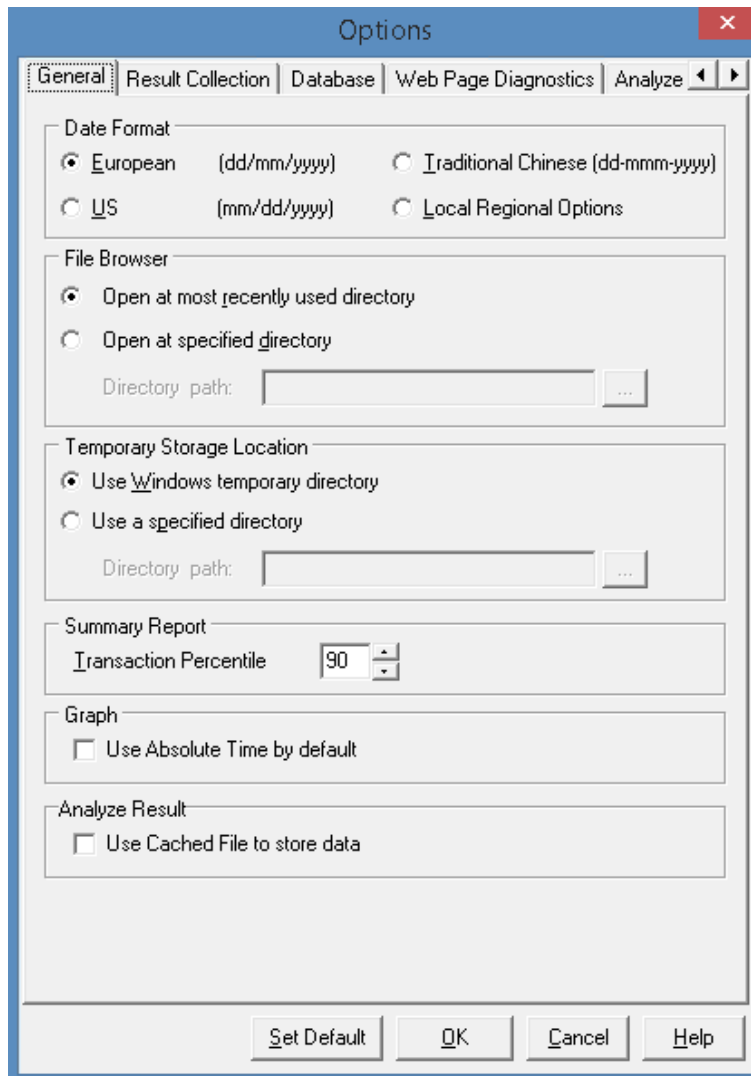 Options
General Result Collection Database Web Page Diagnostics Analyze
Date Format
European (dd/mm/yyyy) Traditional Chinese (dd-mmm-yyyy)
US (mm/dd/yyyy) Local Regional Options
File Browser
Open at most recently used directory
Open at specified directory
Directory path: ...
Temporary Storage Location
Use Windows temporary directory
Use a specified directory
Directory path: ...
Summary Report
Transaction Percentile 90
Graph
Use Absolute Time by default
Analyze Result
Use Cached File to store data
Set Default OK Cancel Help